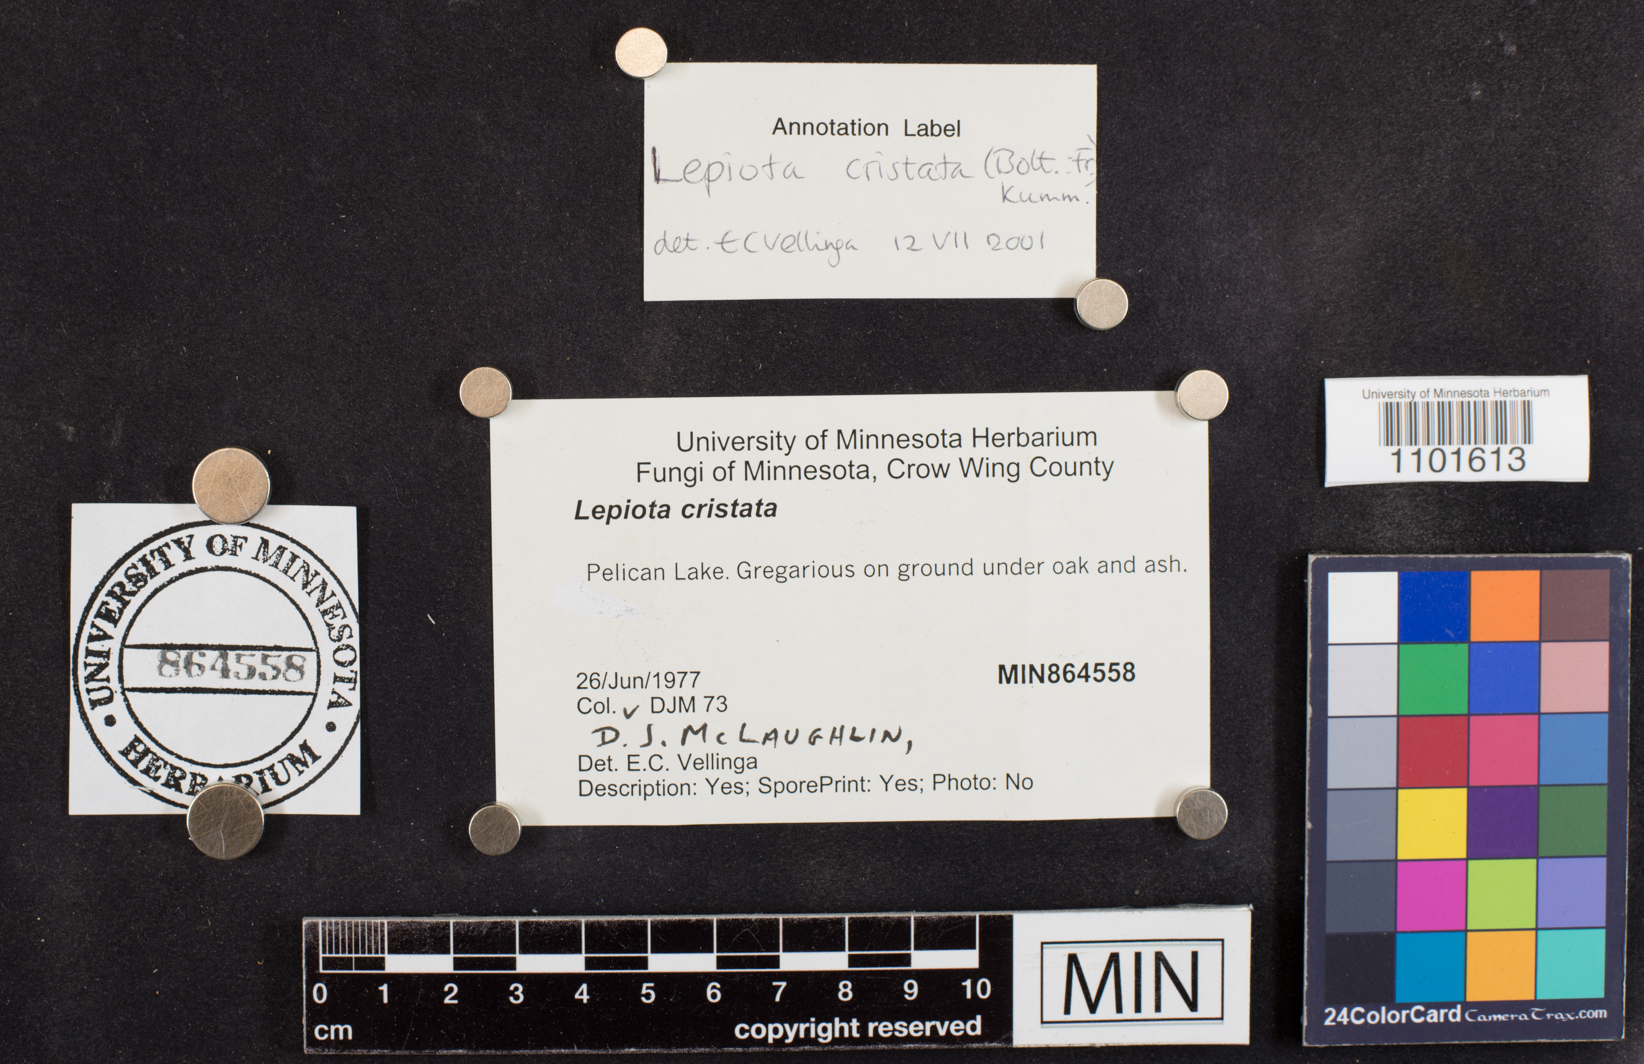 Annotation Label
Lepiota cristata (Bolt.: Fr.)
Kumm.
det. E C Vellinga 12 VII 2001
University of Minnesota Herbarium
Fungi of Minnesota, Crow Wing County
Lepiota cristata
Pelican Lake. Gregarious on ground under oak and ash.
26/Jun/1977
MIN864558
Col. ✓ DJM 73
D. J. McLAUGHLIN,
Det. E.C. Vellinga
Description: Yes; SporePrint: Yes; Photo: No
University of Minnesota Herbarium
1101613
• UNIVERSITY OF MINNESOTA •
864558
HERBARIUM
0 1 2 3 4 5 6 7 8 9 10
cm
copyright reserved
MIN
24ColorCard CameraTrax.com